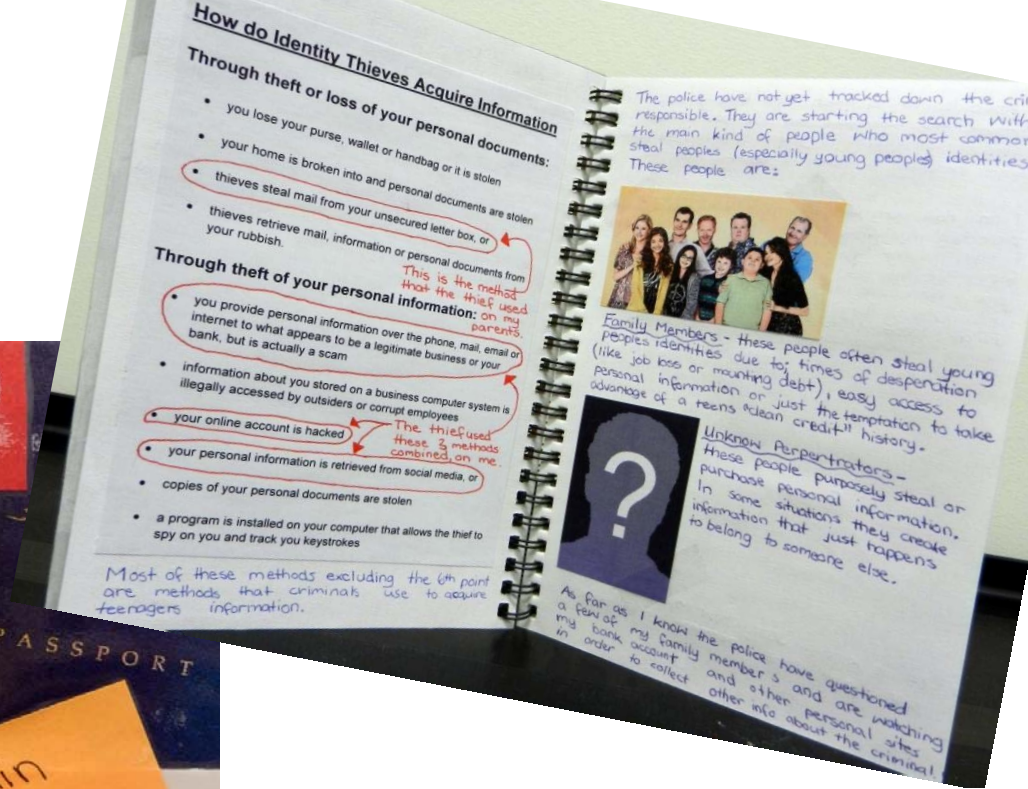 How do Identity Thieves Acquire Information
Through theft or loss of your personal documents:
• you lose your purse, wallet or handbag or it is stolen
• your home is broken into and personal documents are stolen
• thieves steal mail from your unsecured letter box, or
• thieves retrieve mail, information or personal documents from
your rubbish.
This is the method
that the thief used
on my
parents.
Through theft of your personal information:
• you provide personal information over the phone, mail, email or
internet to what appears to be a legitimate business or your
bank, but is actually a scam
• information about you stored on a business computer system is
illegally accessed by outsiders or corrupt employees
• your online account is hacked
The thief used
these 3 methods
combined, on me.
• your personal information is retrieved from social media, or
• copies of your personal documents are stolen
• a program is installed on your computer that allows the thief to
spy on you and track you keystrokes
Most of these methods excluding the 6th point
are methods that criminals use to acquire
teenagers information.
The police have not yet tracked down the
responsible. They are starting the search with
the main kind of people who most
steal peoples (especially young peoples) identities
These people are:
Family Members - these people often steal young
peoples identities due to; times of desperation
(like job loss or mounting debt), easy access to
personal information or just the temptation to take
advantage of a teens "clean credit" history.
?
Unknow Perpentrators -
these people purposely steal or
purchase personal information.
In some situations they create
information that just happens
to belong to someone else.
As far as I know the police have questioned
a few of my family members and are watching
my bank account and other personal sites
in order to collect other info about the criminal.
PASSPORT